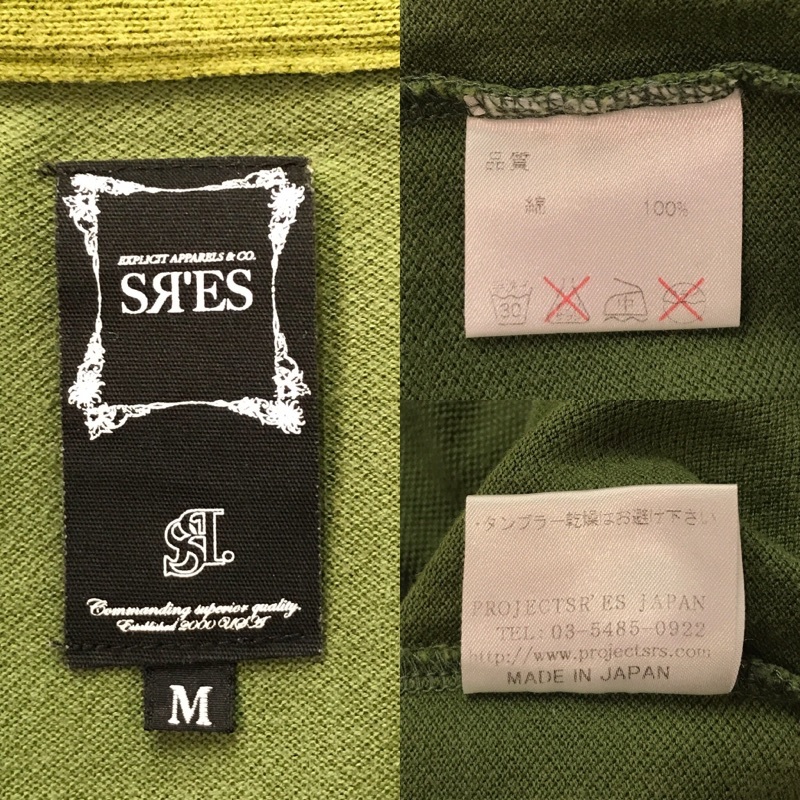 EXPLICIT APPARELS & CO.
SЯ'ES
Commanding superior quality.
Established 2000 U.S.A
M
品質
綿 100%
30
中
・タンブラー乾燥はお避け下さい
PROJECTSR'ES JAPAN
TEL: 03-5485-0922
http://www.projectsrs.com
MADE IN JAPAN